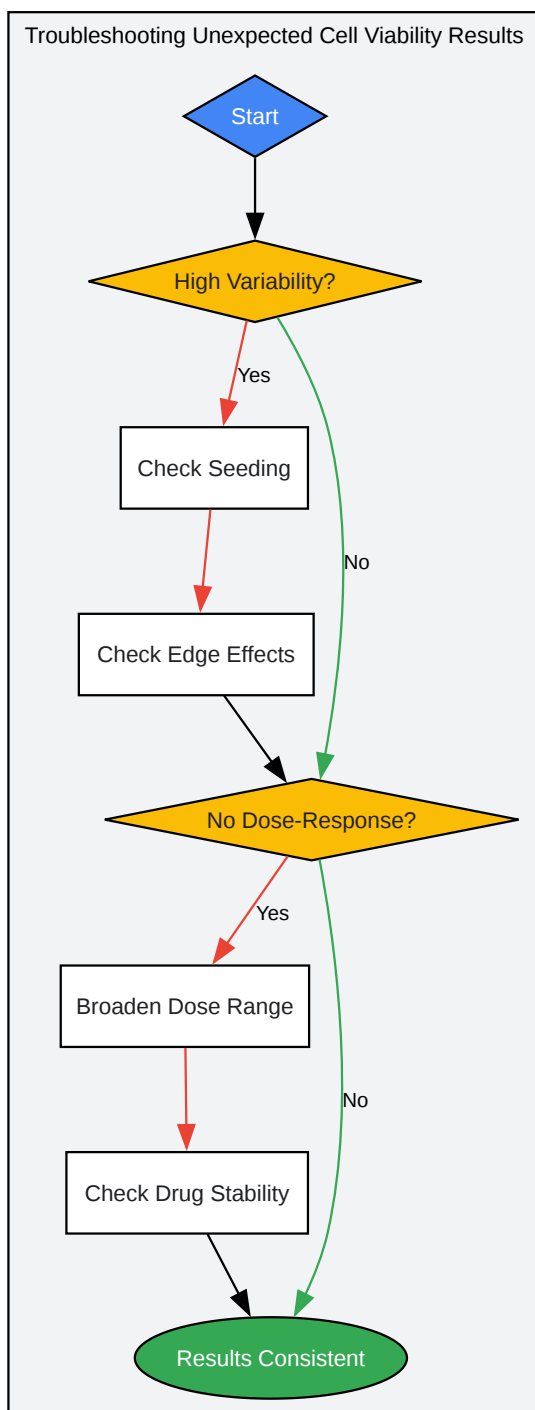 Troubleshooting Unexpected Cell Viability Results
Start
High Variability?
Yes
Check Seeding
No
Check Edge Effects
No Dose-Response?
Yes
Broaden Dose Range
No
Check Drug Stability
Results Consistent